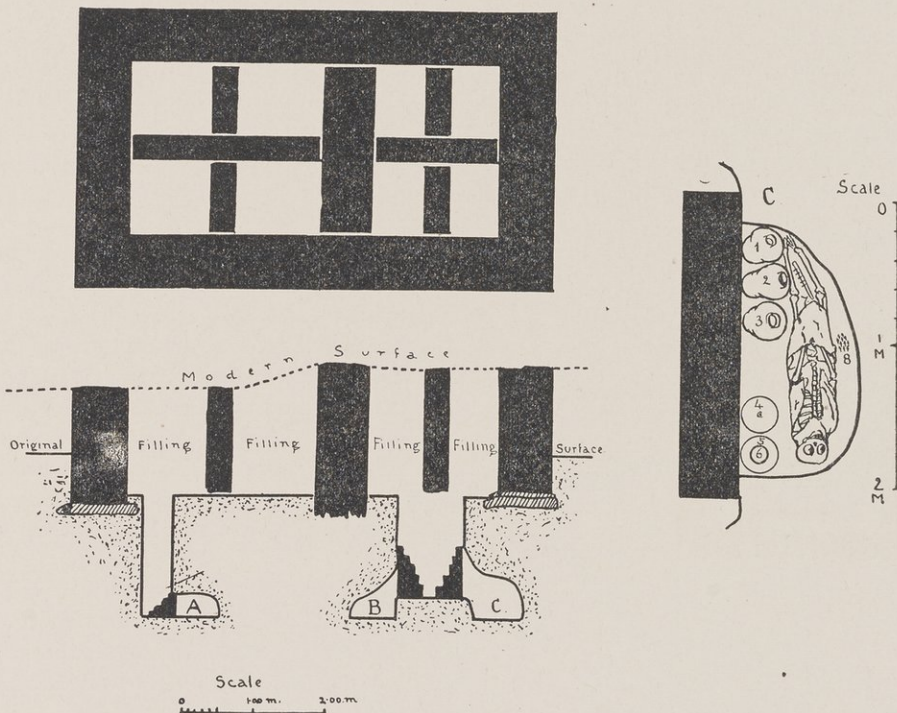 C
Scale
0
1
2
3
1
M
8
4
a
5
6
2
M
Modern Surface
Original
Filling
Filling
Filling
Filling
Surface
A
B
C
Scale
0 1·00 m. 2·00 m